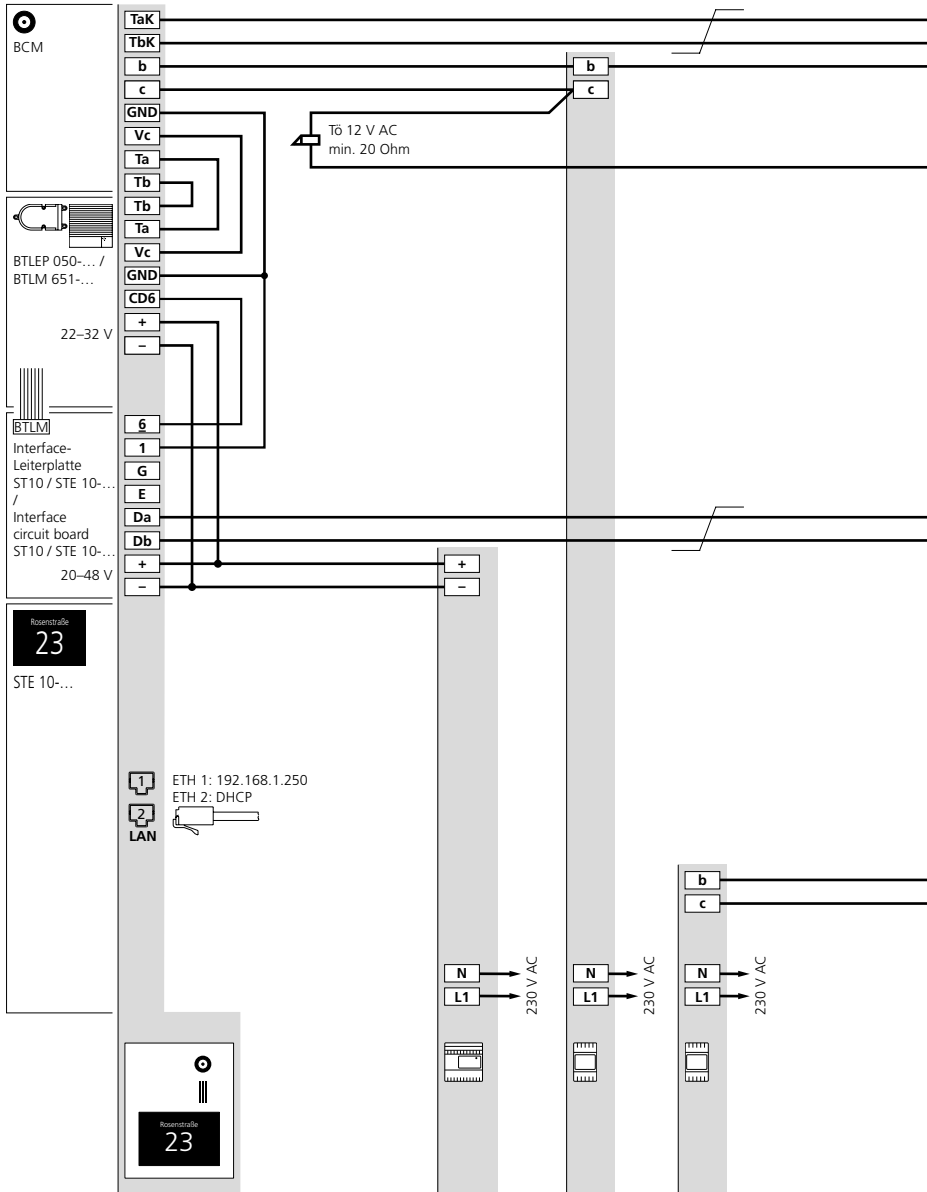 BCM
TaK
TbK
b
c
GND
Vc
Ta
Tb
Tb
Ta
Vc
GND
CD6
+
–
BTLEP 050-… /
BTLM 651-…
22–32 V
b
c
Tö 12 V AC
min. 20 Ohm
BTLM
Interface-
Leiterplatte
ST10 / STE 10-…
/
Interface
circuit board
ST10 / STE 10-…
20–48 V
6
1
G
E
Da
Db
+
–
+
–
Rosenstraße
23
STE 10-…
1
2
LAN
ETH 1: 192.168.1.250
ETH 2: DHCP
b
c
N
L1
230 V AC
N
L1
230 V AC
N
L1
230 V AC
Rosenstraße
23